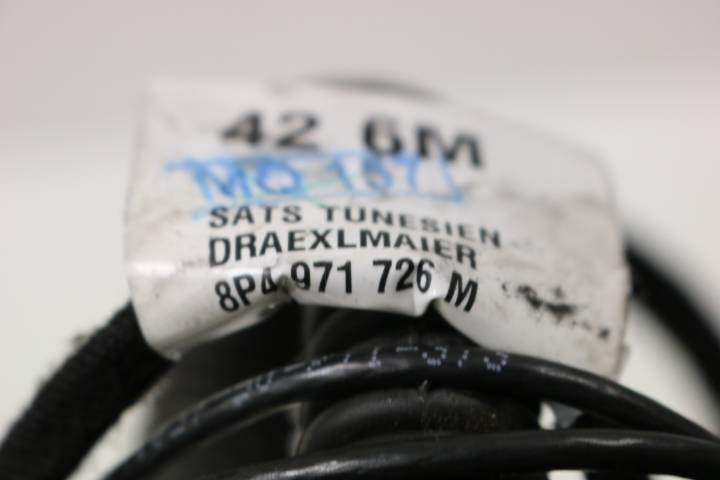 42 6M
SATS TUNESIEN
DRAEXLMAIER
8P4 971 726 M